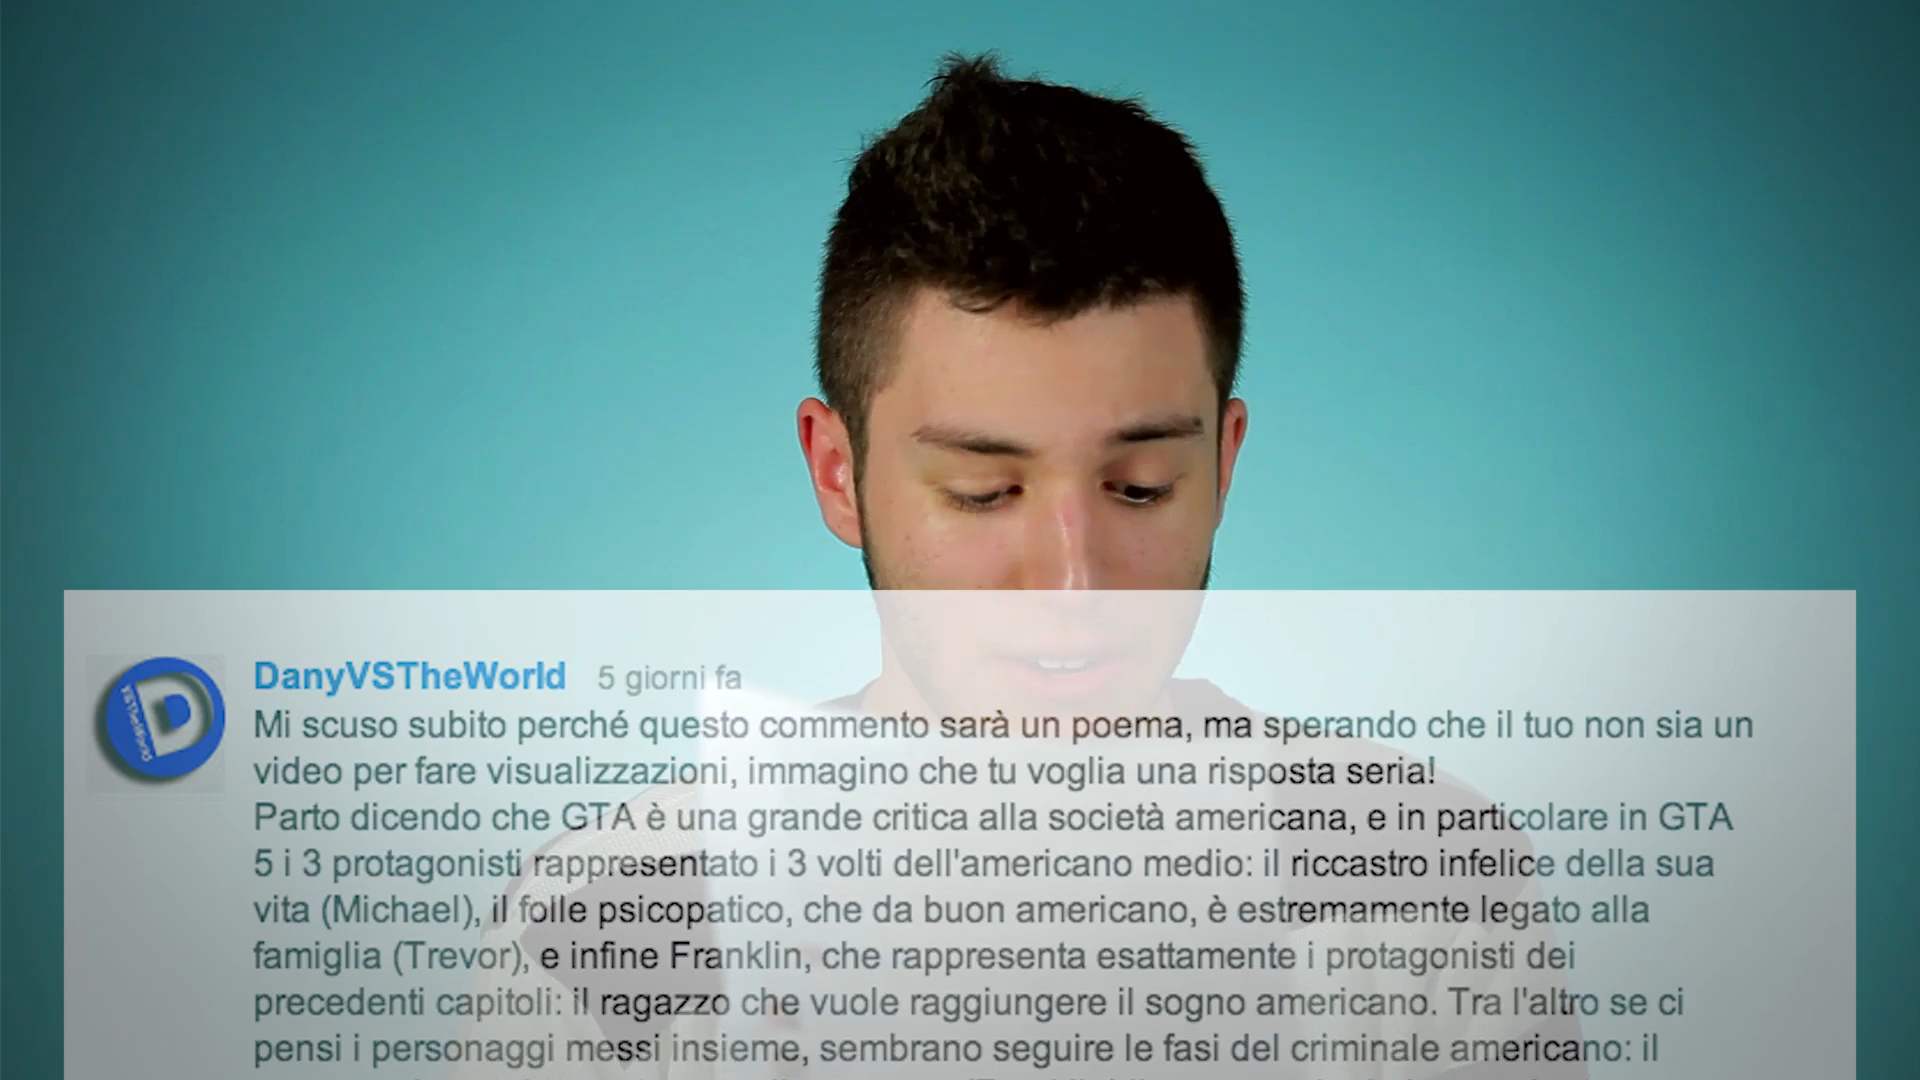 DanyVSTheWorld 5 giorni fa
Mi scuso subito perché questo commento sarà un poema, ma sperando che il tuo non sia un
video per fare visualizzazioni, immagino che tu voglia una risposta seria!
Parto dicendo che GTA è una grande critica alla società americana, e in particolare in GTA
5 i 3 protagonisti rappresentato i 3 volti dell'americano medio: il riccastro infelice della sua
vita (Michael), il folle psicopatico, che da buon americano, è estremamente legato alla
famiglia (Trevor), e infine Franklin, che rappresenta esattamente i protagonisti dei
precedenti capitoli: il ragazzo che vuole raggiungere il sogno americano. Tra l'altro se ci
pensi i personaggi messi insieme, sembrano seguire le fasi del criminale americano: il